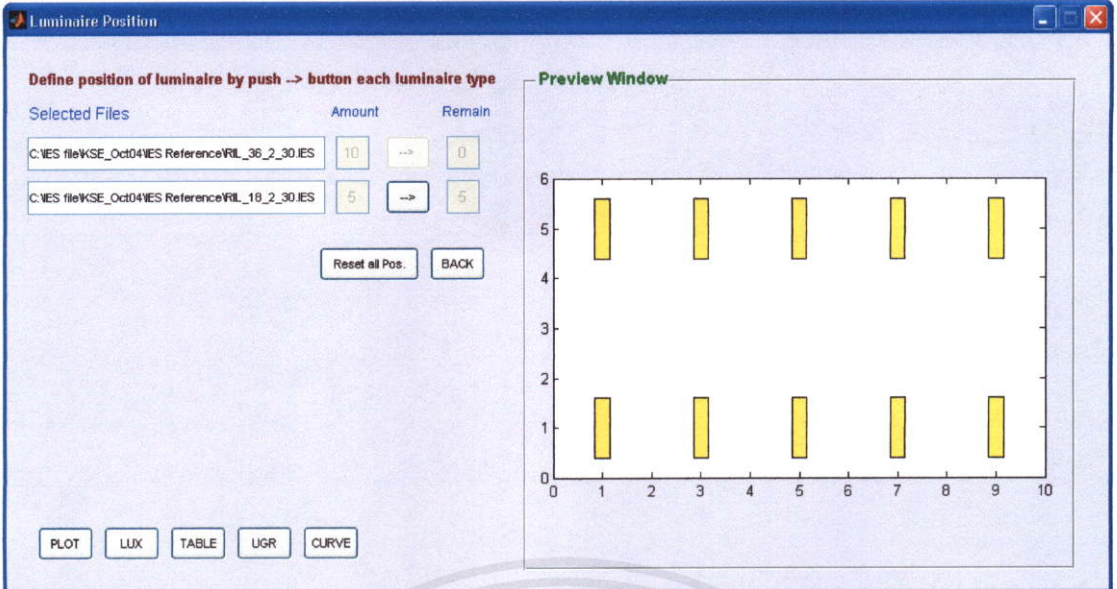 Luminaire Position
Define position of luminaire by push --> button each luminaire type
Selected Files Amount Remain
C:\IES file\KSE_Oct04\IES Reference\RIL_36_2_30.IES 10 --> 0
C:\IES file\KSE_Oct04\IES Reference\RIL_18_2_30.IES 5 --> 5
Reset all Pos. BACK
PLOT LUX TABLE UGR CURVE
Preview Window
6
5
4
3
2
1
0
0 1 2 3 4 5 6 7 8 9 10